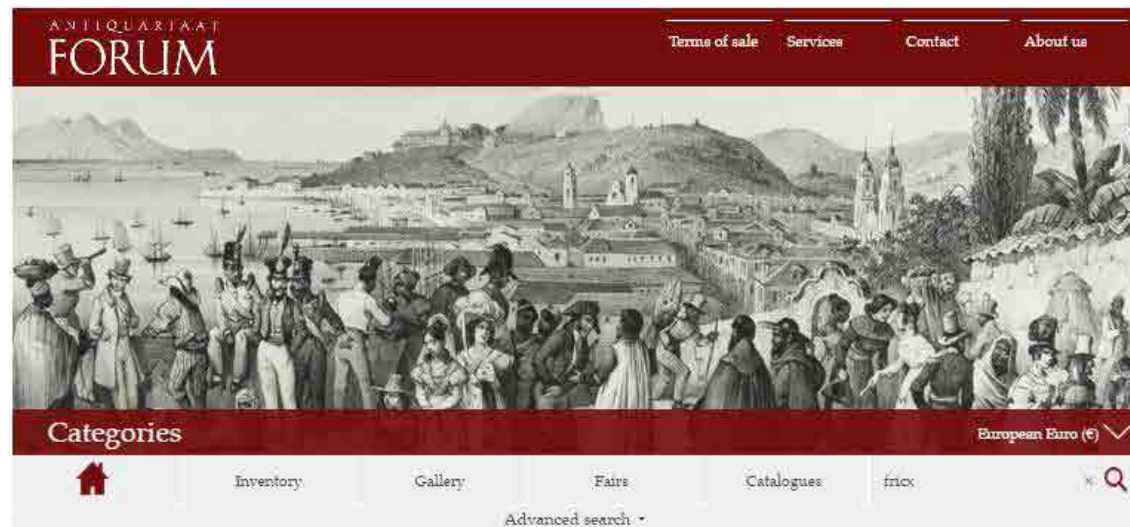 ANTIQUARIAAT
FORUM
Terms of sale
Services
Contact
About us
Categories
European Euro (€)
Inventory
Gallery
Fairs
Catalogues
fricx
×
Advanced search